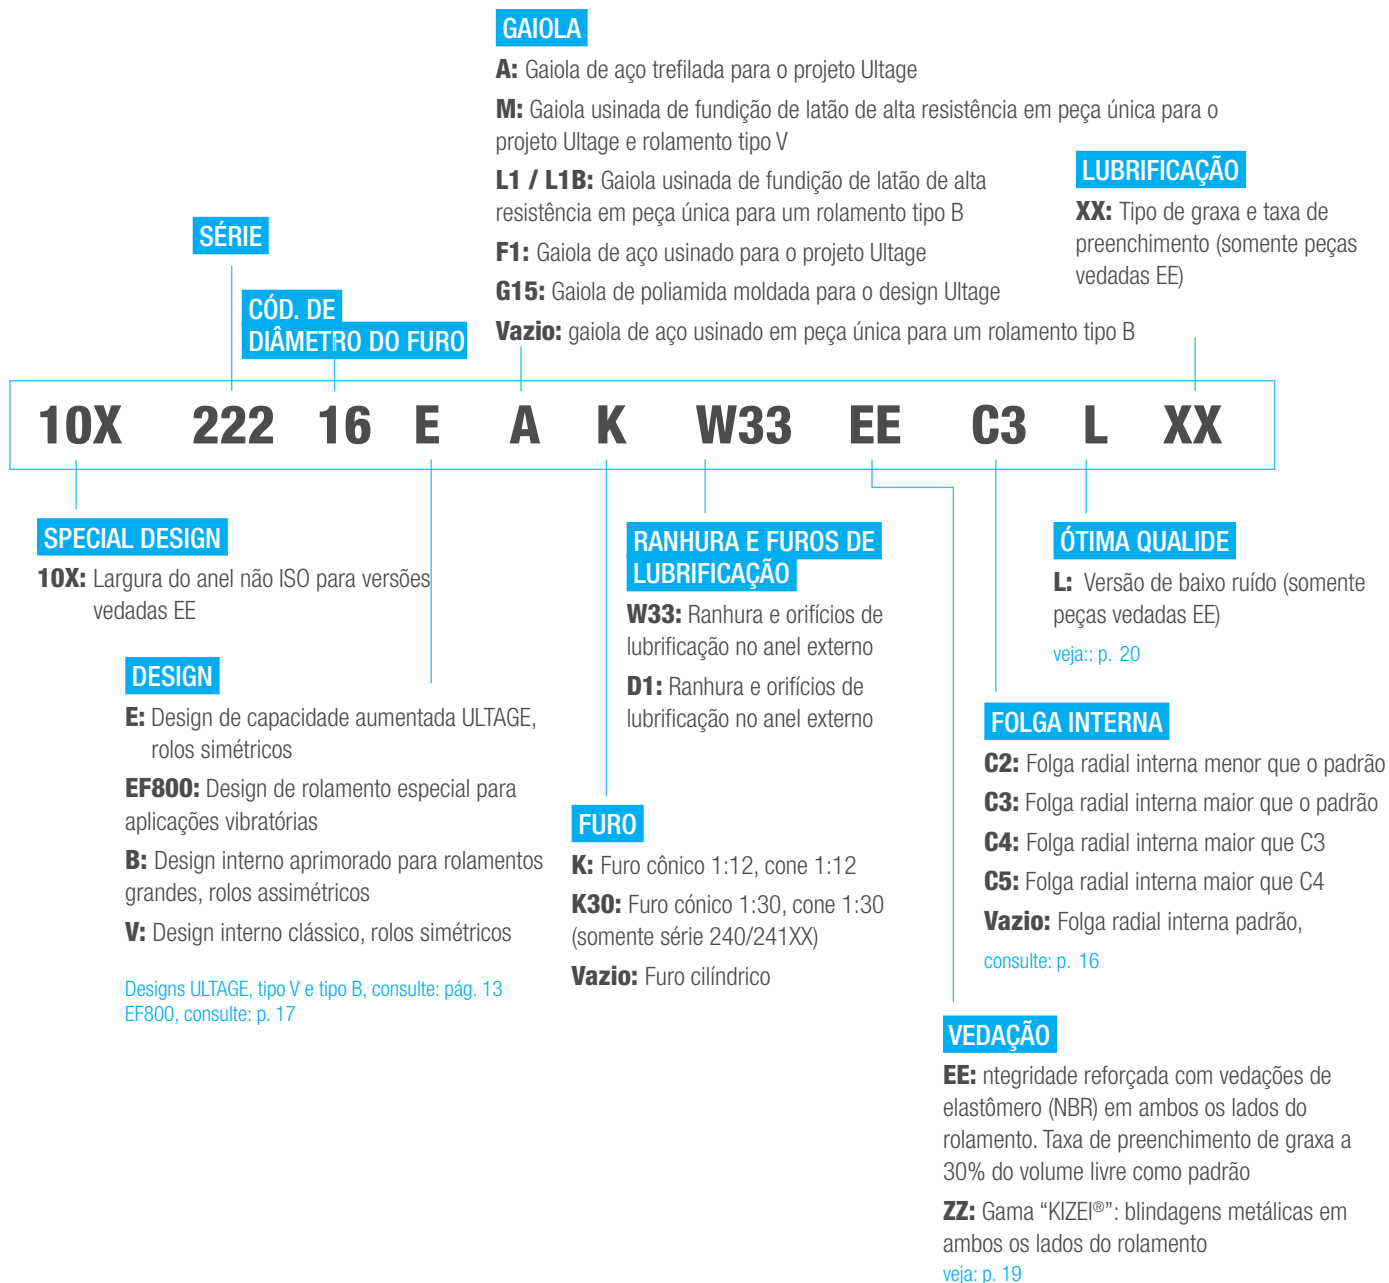 GAIOLA
A: Gaiola de aço trefilada para o projeto Ultage
M: Gaiola usinada de fundição de latão de alta resistência em peça única para o
projeto Ultage e rolamento tipo V
L1 / L1B: Gaiola usinada de fundição de latão de alta
resistência em peça única para um rolamento tipo B
F1: Gaiola de aço usinado para o projeto Ultage
G15: Gaiola de poliamida moldada para o design Ultage
Vazio: gaiola de aço usinado em peça única para um rolamento tipo B
LUBRIFICAÇÃO
XX: Tipo de graxa e taxa de
preenchimento (somente peças
vedadas EE)
SÉRIE
CÓD. DE
DIÂMETRO DO FURO
10X 222 16 E A K W33 EE C3 L XX
SPECIAL DESIGN
10X: Largura do anel não ISO para versões
vedadas EE
DESIGN
E: Design de capacidade aumentada ULTAGE,
rolos simétricos
EF800: Design de rolamento especial para
aplicações vibratórias
B: Design interno aprimorado para rolamentos
grandes, rolos assimétricos
V: Design interno clássico, rolos simétricos
Designs ULTAGE, tipo V e tipo B, consulte: pág. 13
EF800, consulte: p. 17
FURO
K: Furo cônico 1:12, cone 1:12
K30: Furo cónico 1:30, cone 1:30
(somente série 240/241XX)
Vazio: Furo cilíndrico
RANHURA E FUROS DE
LUBRIFICAÇÃO
W33: Ranhura e orifícios de
lubrificação no anel externo
D1: Ranhura e orifícios de
lubrificação no anel externo
ÓTIMA QUALIDE
L: Versão de baixo ruído (somente
peças vedadas EE)
veja:: p. 20
FOLGA INTERNA
C2: Folga radial interna menor que o padrão
C3: Folga radial interna maior que o padrão
C4: Folga radial interna maior que C3
C5: Folga radial interna maior que C4
Vazio: Folga radial interna padrão,
consulte: p. 16
VEDAÇÃO
EE: ntegridade reforçada com vedações de
elastômero (NBR) em ambos os lados do
rolamento. Taxa de preenchimento de graxa a
30% do volume livre como padrão
ZZ: Gama “KIZEI®”: blindagens metálicas em
ambos os lados do rolamento
veja: p. 19